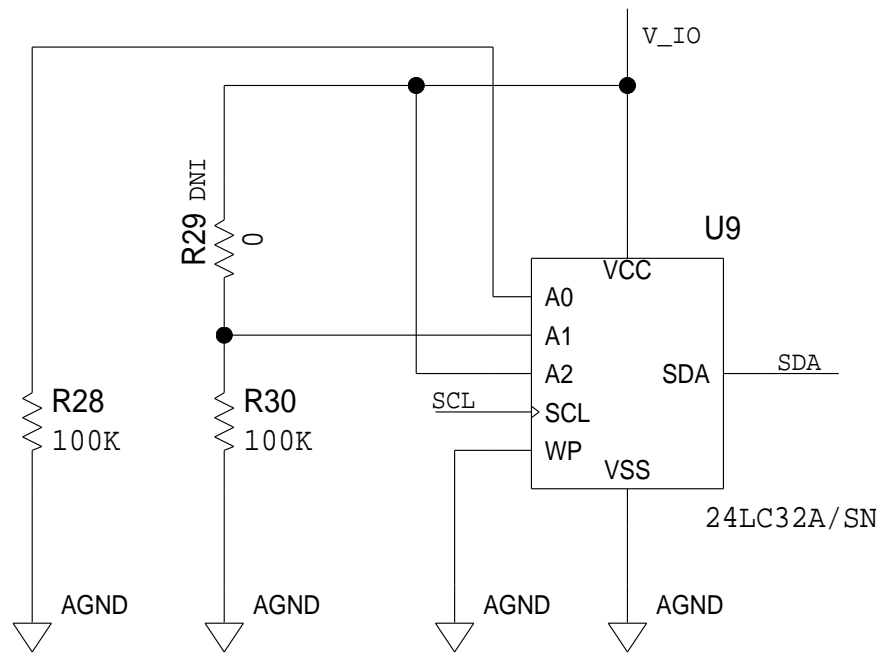 V_IO
DNI
R29
0
U9
VCC
A0
A1
A2
SDA
SDA
R28
100K
R30
100K
SCL
SCL
WP
VSS
24LC32A/SN
AGND
AGND
AGND
AGND